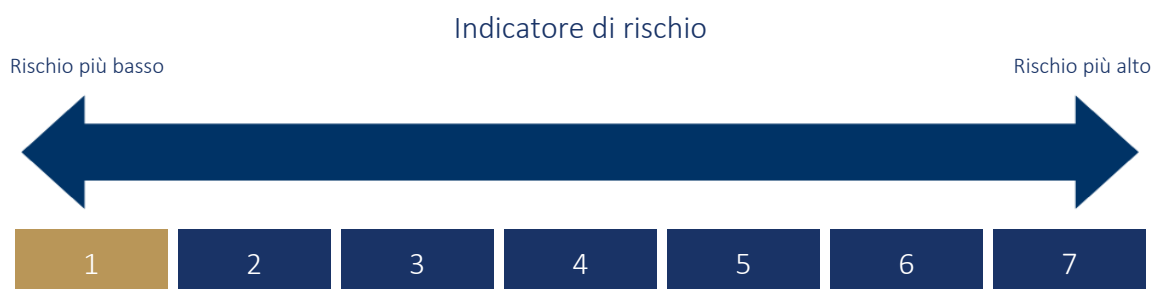 Indicatore di rischio
Rischio più basso
Rischio più alto
1 2 3 4 5 6 7